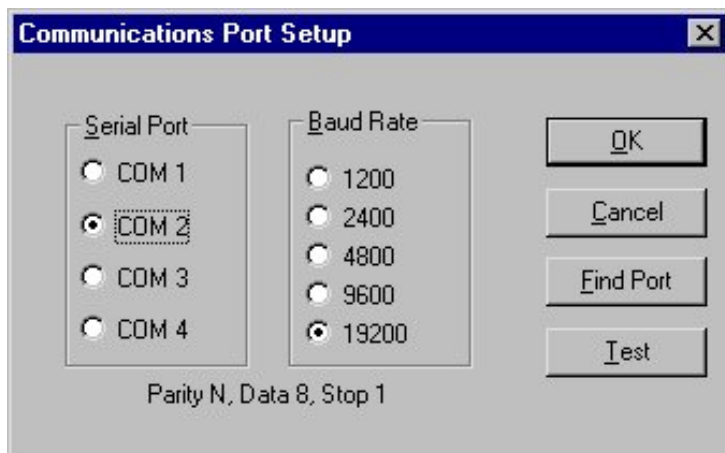 Communications Port Setup
Serial Port
COM 1
COM 2
COM 3
COM 4
Baud Rate
1200
2400
4800
9600
19200
Parity N, Data 8, Stop 1
OK
Cancel
Find Port
Test